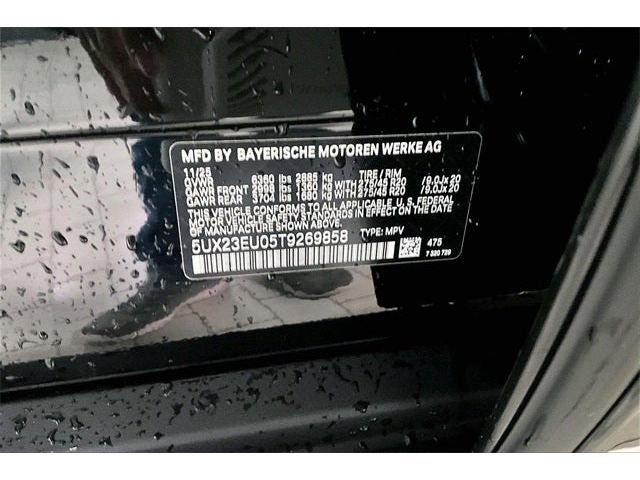 MFD BY BAYERISCHE MOTOREN WERKE AG
11/25
GVWR 6360 lbs 2885 kg TIRE / RIM
GAWR FRONT 2998 lbs 1360 kg WITH 275/45 R20 /9.0Jx20
GAWR REAR 3704 lbs 1680 kg WITH 275/45 R20 /9.0Jx20
THIS VEHICLE CONFORMS TO ALL APPLICABLE U.S. FEDERAL
MOTOR VEHICLE SAFETY STANDARDS IN EFFECT ON THE DATE
OF MANUFACTURE SHOWN ABOVE.
5UX23EU05T9269858 TYPE: MPV
475